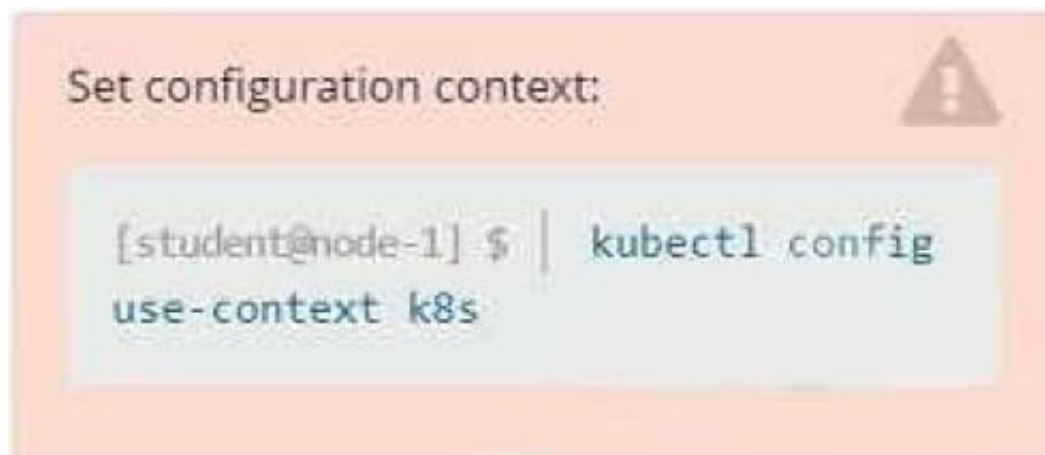 Set configuration context:
[student@node-1] $ | kubectl config
use-context k8s